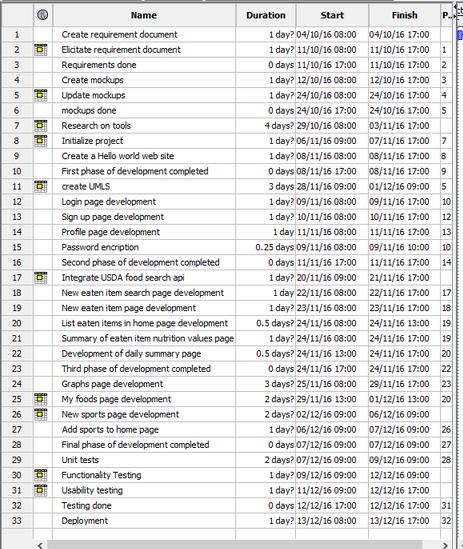 Name Duration Start Finish P...
1 Create requirement document 1 day? 04/10/16 08:00 04/10/16 17:00
2 Elicitate requirement document 1 day? 11/10/16 08:00 11/10/16 17:00 1
3 Requirements done 0 days 11/10/16 17:00 11/10/16 17:00 2
4 Create mockups 1 day? 12/10/16 08:00 12/10/16 17:00 3
5 Update mockups 1 day? 24/10/16 08:00 24/10/16 17:00 4
6 mockups done 0 days 24/10/16 17:00 24/10/16 17:00 5
7 Research on tools 4 days? 29/10/16 08:00 03/11/16 17:00
8 Initialize project 1 day? 06/11/16 09:00 07/11/16 17:00 7
9 Create a Hello world web site 1 day? 08/11/16 08:00 08/11/16 17:00 8
10 First phase of development completed 0 days 08/11/16 17:00 08/11/16 17:00 9
11 create UMLS 3 days 28/11/16 09:00 01/12/16 09:00 5
12 Login page development 1 day? 09/11/16 08:00 09/11/16 17:00 10
13 Sign up page development 1 day? 10/11/16 08:00 10/11/16 17:00 12
14 Profile page development 1 day 11/11/16 08:00 11/11/16 17:00 13
15 Password encription 0.25 days 09/11/16 08:00 09/11/16 10:00 10
16 Second phase of development completed 0 days 11/11/16 17:00 11/11/16 17:00 14
17 Integrate USDA food search api 1 day? 20/11/16 09:00 21/11/16 17:00
18 New eaten item search page development 1 day 22/11/16 08:00 22/11/16 17:00 17
19 New eaten item page development 1 day? 23/11/16 08:00 23/11/16 17:00 18
20 List eaten items in home page development 0.5 days? 24/11/16 08:00 24/11/16 13:00 19
21 Summary of eaten item nutrition values page 1 day? 24/11/16 08:00 24/11/16 17:00 19
22 Development of daily summary page 0.5 days? 24/11/16 13:00 24/11/16 17:00 20
23 Third phase of development completed 0 days 24/11/16 17:00 24/11/16 17:00 22
24 Graphs page development 3 days? 25/11/16 08:00 29/11/16 17:00 23
25 My foods page development 2 days? 29/11/16 13:00 01/12/16 13:00 20
26 New sports page development 2 days? 02/12/16 09:00 06/12/16 09:00
27 Add sports to home page 1 day? 06/12/16 09:00 07/12/16 09:00 26
28 Final phase of development completed 0 days 07/12/16 09:00 07/12/16 09:00 27
29 Unit tests 2 days? 07/12/16 09:00 09/12/16 09:00 28
30 Functionality Testing 1 day? 09/12/16 09:00 12/12/16 09:00
31 Usability testing 1 day? 11/12/16 09:00 12/12/16 17:00
32 Testing done 0 days 12/12/16 17:00 12/12/16 17:00 31
33 Deployment 1 day? 13/12/16 08:00 13/12/16 17:00 32